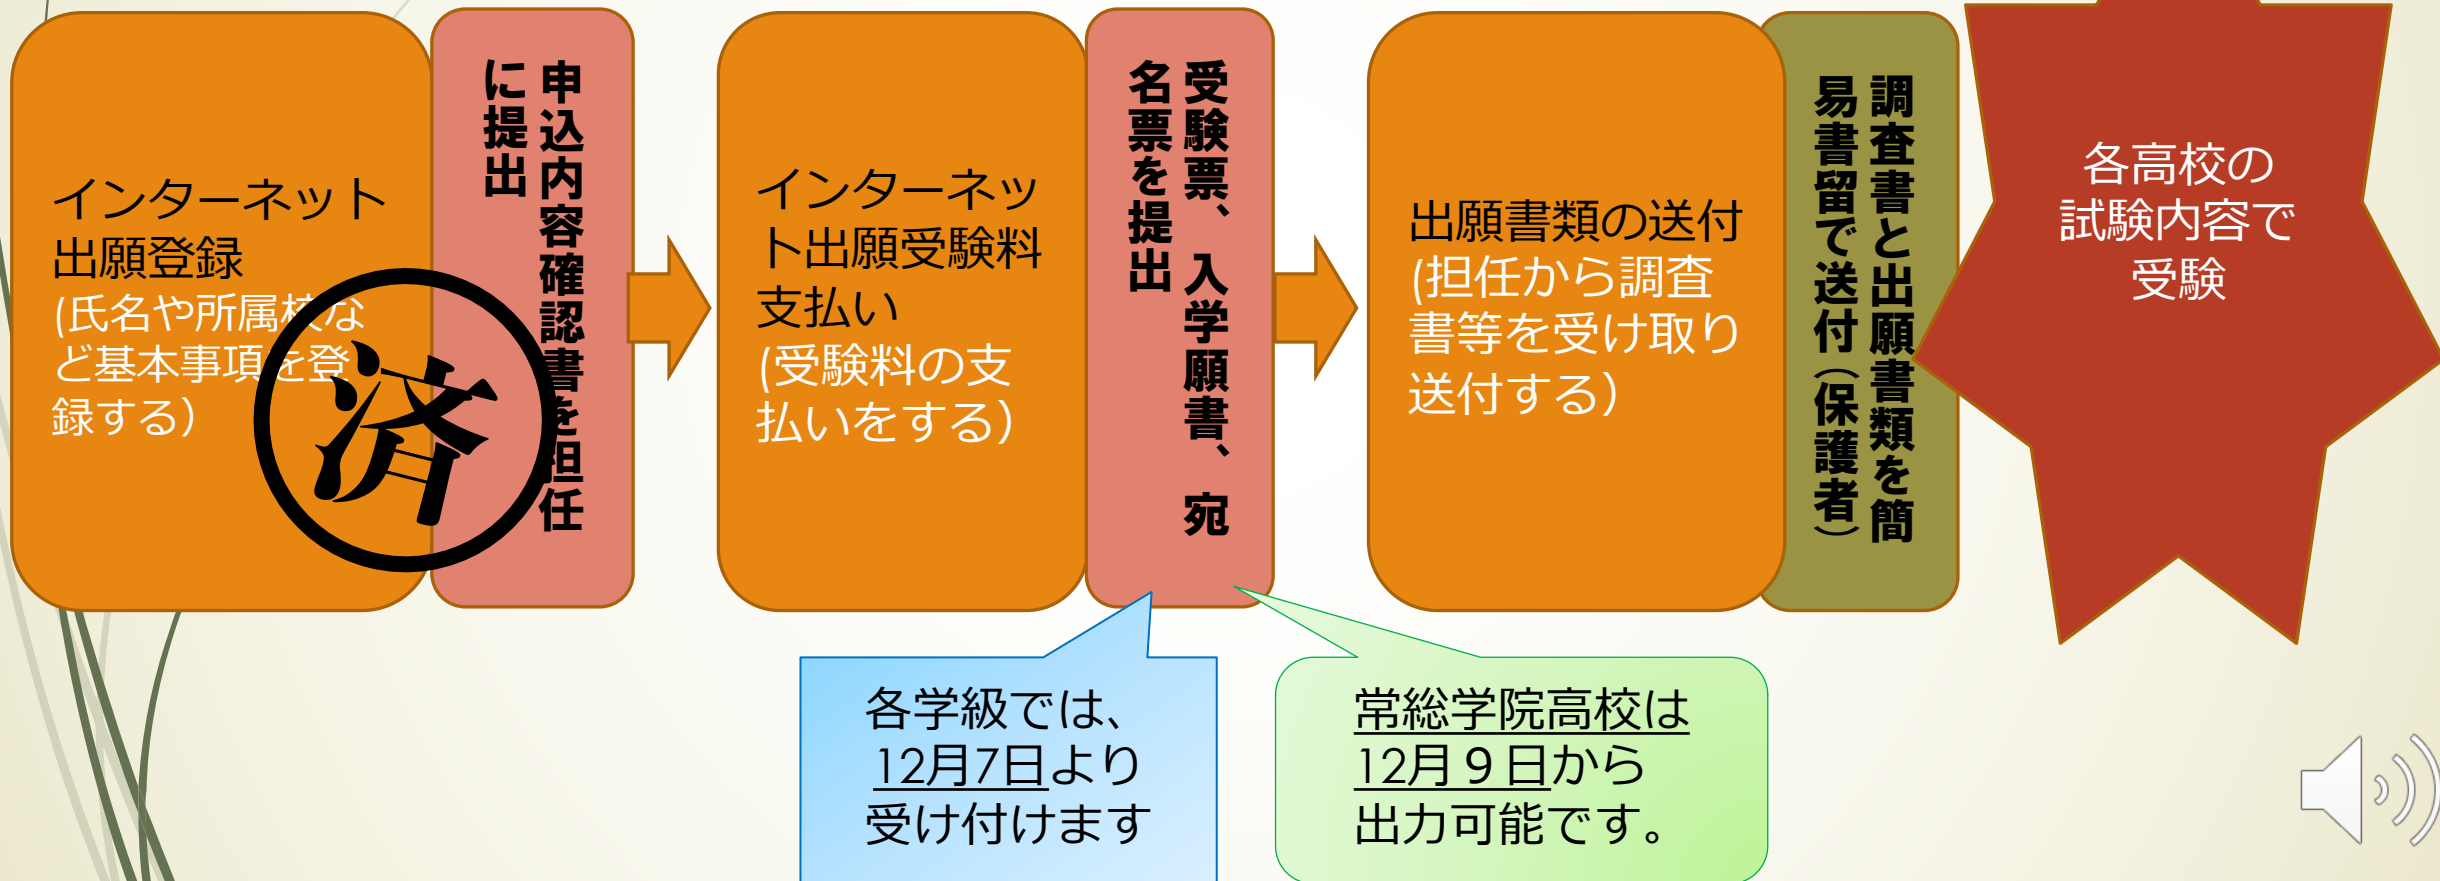 インターネット
出願登録
(氏名や所属校な
ど基本事項を登
録する）
申込内容確認書を担任
に提出
済
インターネッ
ト出願受験料
支払い
(受験料の支
払いをする）
受験票、入学願書、宛
名票を提出
出願書類の送付
(担任から調査
書等を受け取り
送付する）
調査書と出願書類を簡
易書留で送付（保護者）
各高校の
試験内容で
受験
各学級では、
12月7日より
受け付けます
常総学院高校は
12月９日から
出力可能です。